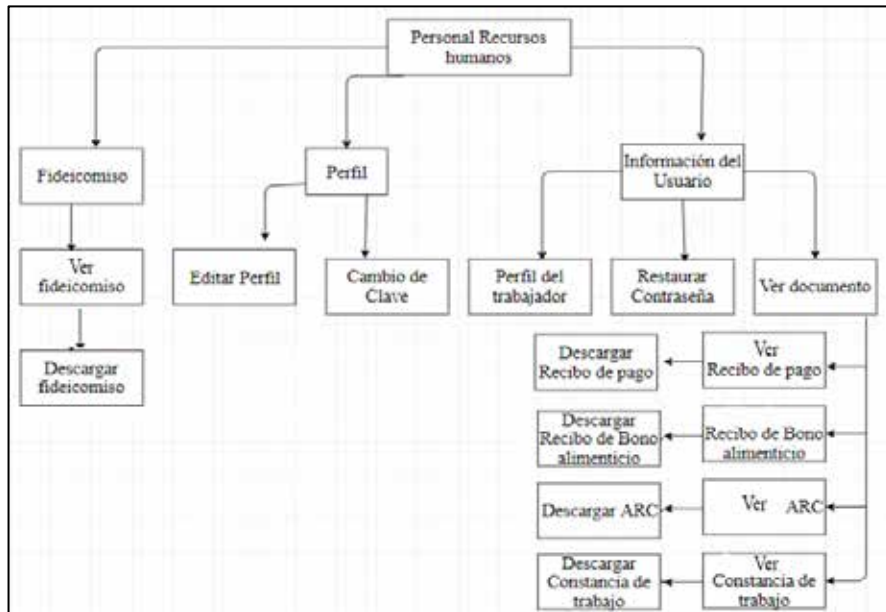 Personal Recursos
humanos
Fideicomiso
Perfil
Información del
Usuario
Ver
fideicomiso
Editar Perfil
Cambio de
Clave
Perfil del
trabajador
Restaurar
Contraseña
Ver documento
Descargar
fideicomiso
Descargar
Recibo de pago
Ver
Recibo de pago
Descargar
Recibo de Bono
alimenticio
Recibo de Bono
alimenticio
Descargar ARC
Ver ARC
Descargar
Constancia de
trabajo
Ver
Constancia de
trabajo